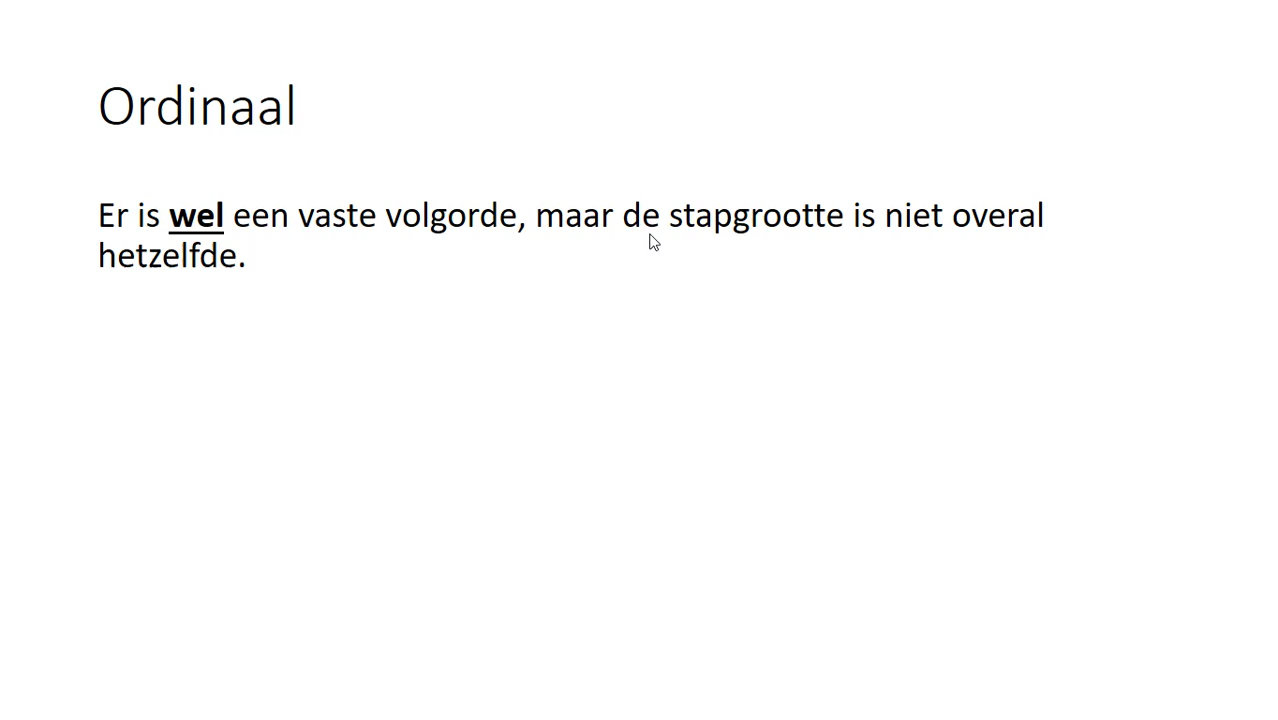 Ordinaal
Er is wel een vaste volgorde, maar de stapgrootte is niet overal
hetzelfde.